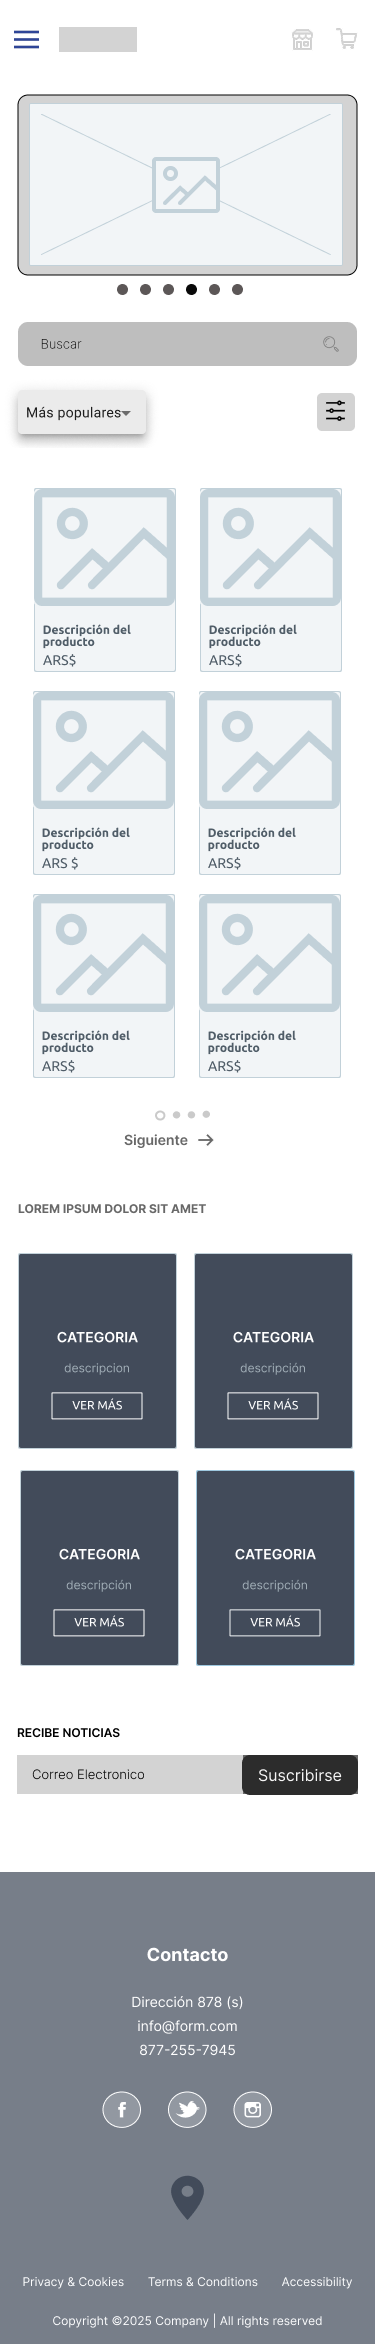 Buscar
Más populares
Descripción del
producto
ARS$
Descripción del
producto
ARS$
Descripción del
producto
ARS $
Descripción del
producto
ARS$
Descripción del
producto
ARS$
Descripción del
producto
ARS$
Siguiente
LOREM IPSUM DOLOR SIT AMET
CATEGORIA
descripcion
VER MÁS
CATEGORIA
descripción
VER MÁS
CATEGORIA
descripción
VER MÁS
CATEGORIA
descripción
VER MÁS
RECIBE NOTICIAS
Correo Electronico
Suscribirse
Contacto
Dirección 878 (s)
info@form.com
877-255-7945
Privacy & Cookies
Terms & Conditions
Accessibility
Copyright ©2025 Company | All rights reserved